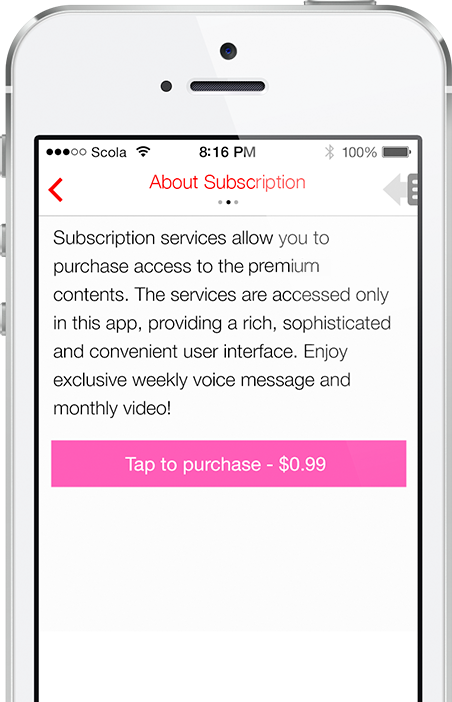 Scola 8:16 PM 100%
About Subscription
Subscription services allow you to
purchase access to the premium
contents. The services are accessed only
in this app, providing a rich, sophisticated
and convenient user interface. Enjoy
exclusive weekly voice message and
monthly video!
Tap to purchase - $0.99